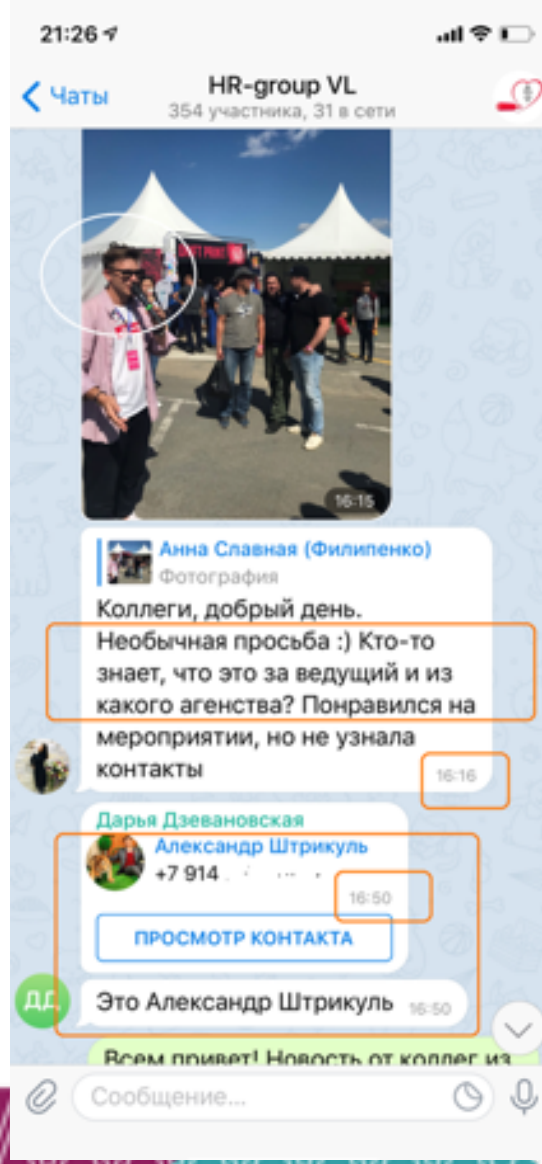 21:26
Чаты
HR-group VL
354 участника, 31 в сети
16:15
Анна Славная (Филипенко)
Фотография
Коллеги, добрый день.
Необычная просьба :) Кто-то
знает, что это за ведущий и из
какого агенства? Понравился на
мероприятии, но не узнала
контакты
16:16
Дарья Дзевановская
Александр Штрикуль
+7 914
16:50
ПРОСМОТР КОНТАКТА
ДД
Это Александр Штрикуль 16:50
Всем привет! Новость от коллег из
Сообщение...